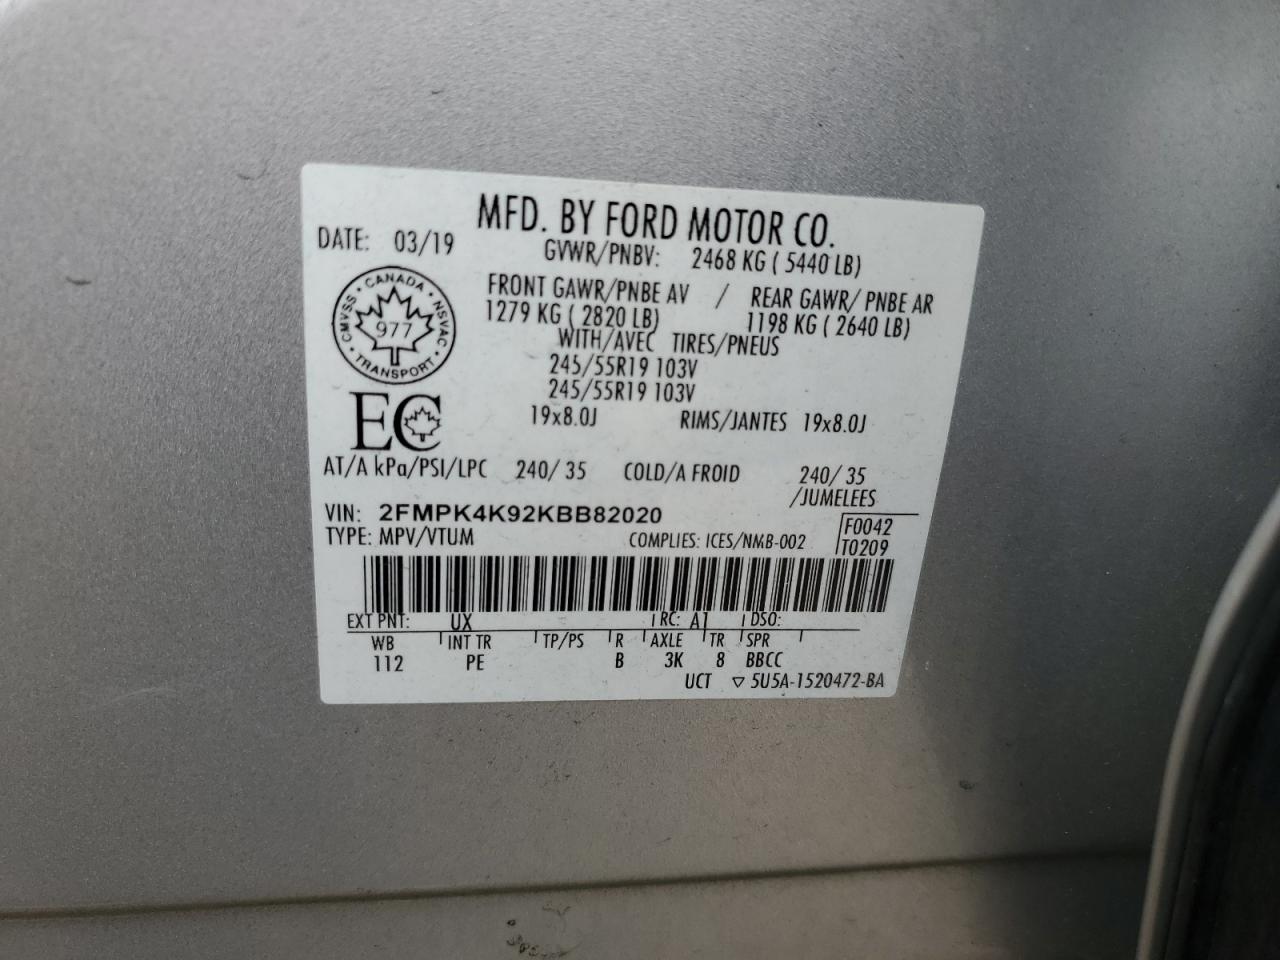 MFD. BY FORD MOTOR CO.
DATE: 03/19
GVWR/PNBV: 2468 KG ( 5440 LB)
FRONT GAWR/PNBE AV / REAR GAWR/ PNBE AR
1279 KG ( 2820 LB) 1198 KG ( 2640 LB)
WITH/AVEC TIRES/PNEUS
245/55R19 103V
245/55R19 103V
19x8.0J RIMS/JANTES 19x8.0J
CANADA
CMVSS NSVAC
977
TRANSPORT
EC
AT/A kPa/PSI/LPC 240/ 35 COLD/A FROID 240/ 35
/JUMELEES
VIN: 2FMPK4K92KBB82020
F0042
TYPE: MPV/VTUM COMPLIES: ICES/NMB-002 T0209
EXT PNT: UX RC: A1 DSO:
WB INT TR TP/PS R AXLE TR SPR
112 PE B 3K 8 BBCC
UCT ▽ 5U5A-1520472-BA